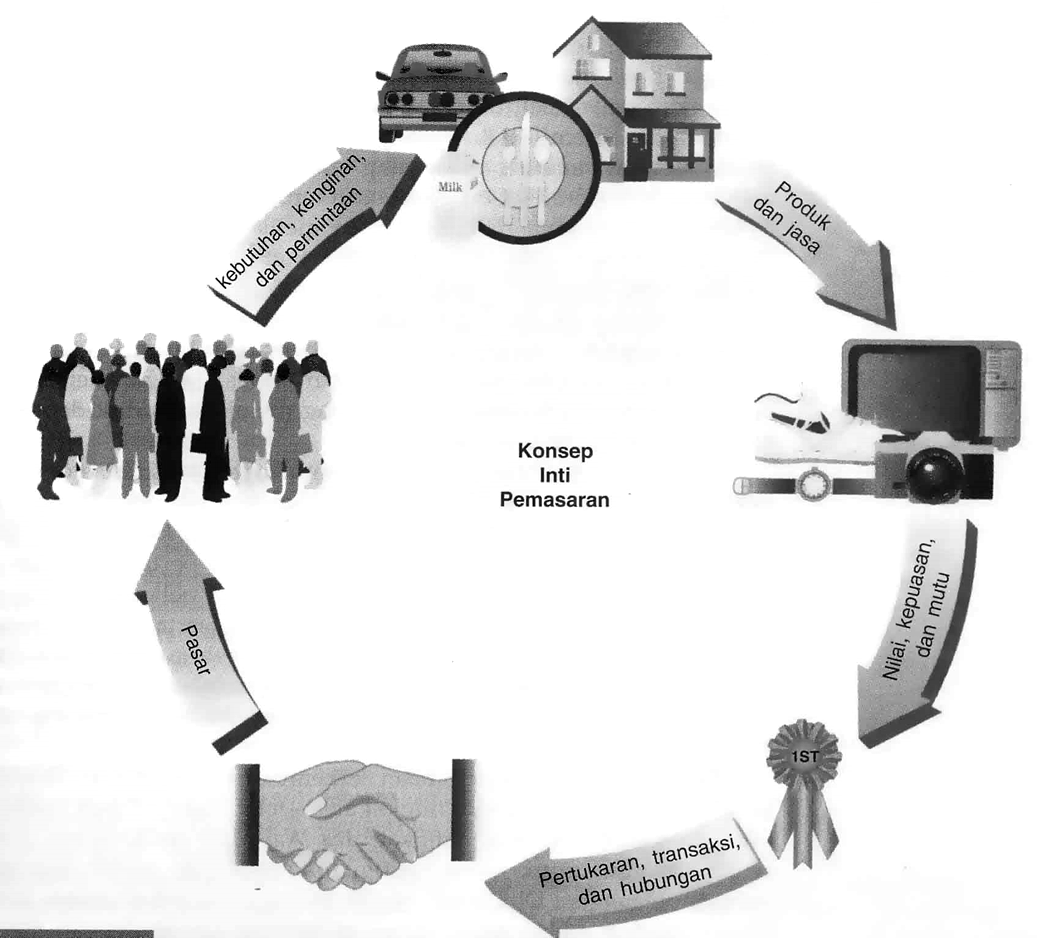 Milk
kebutuhan, keinginan,
dan permintaan
Produk
dan jasa
Konsep
Inti
Pemasaran
Nilai, kepuasan,
dan mutu
1ST
Pertukaran, transaksi,
dan hubungan
Pasar